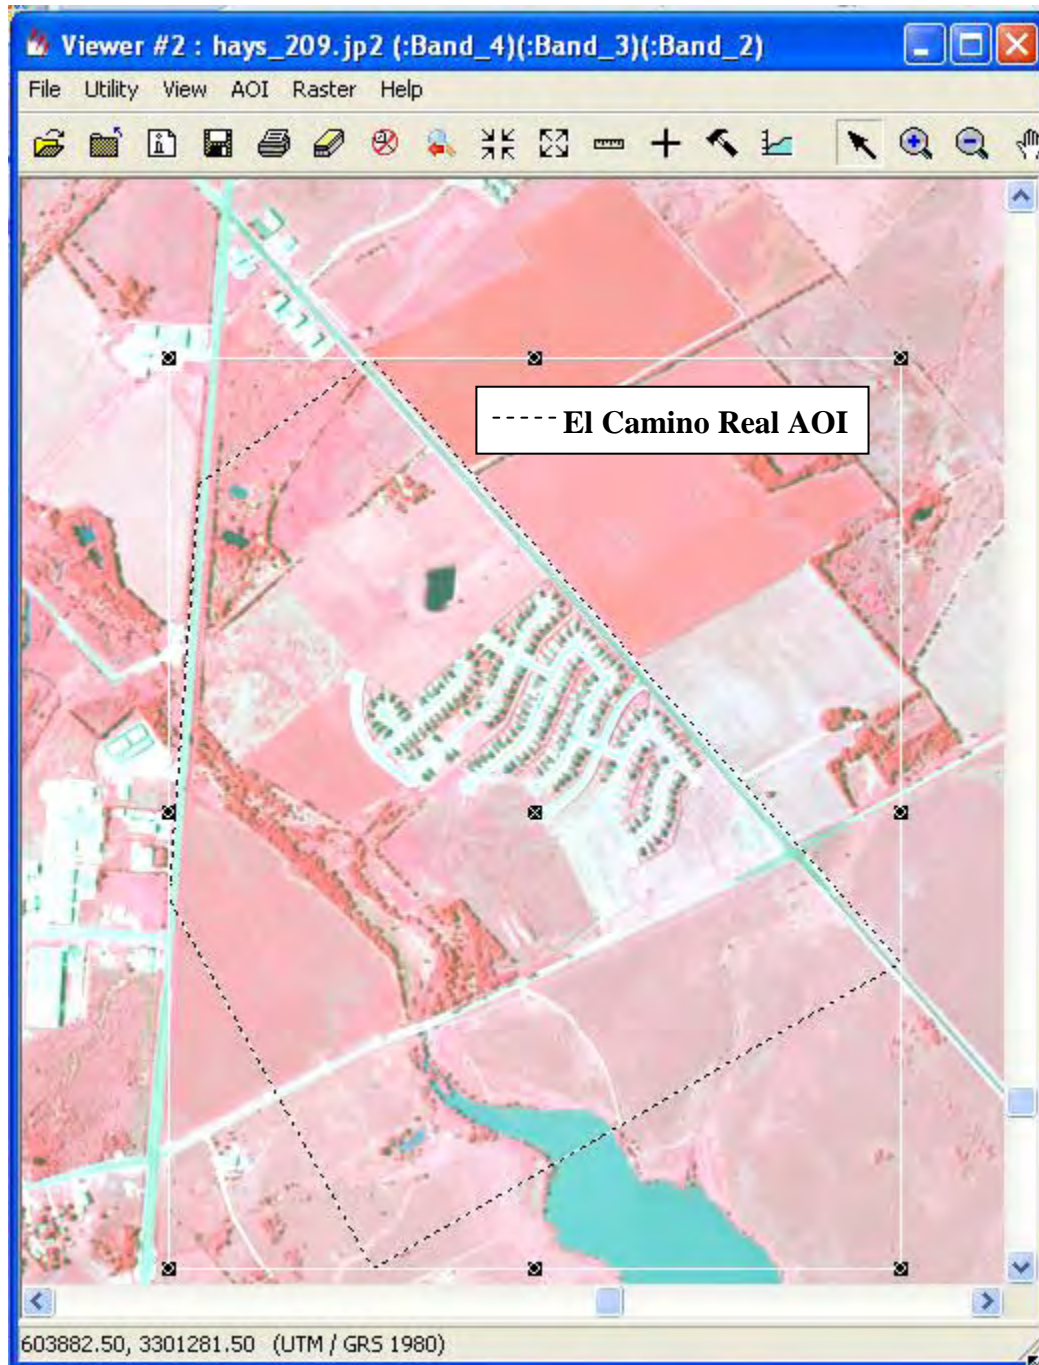 Viewer #2 : hays_209.jp2 (:Band_4)(:Band_3)(:Band_2)
File Utility View AOI Raster Help
-----El Camino Real AOI
603882.50, 3301281.50 (UTM / GRS 1980)